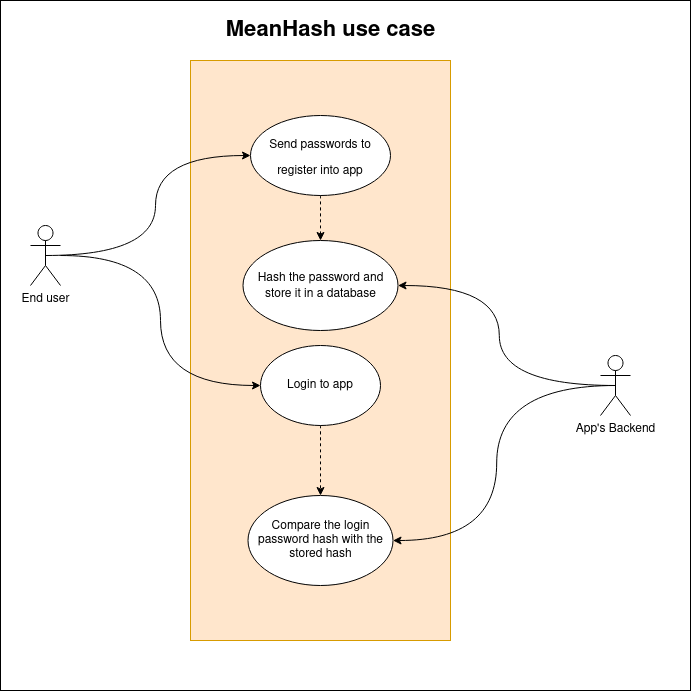 MeanHash use case
Send passwords to
register into app
End user
Hash the password and
store it in a database
Login to app
App's Backend
Compare the login
password hash with the
stored hash